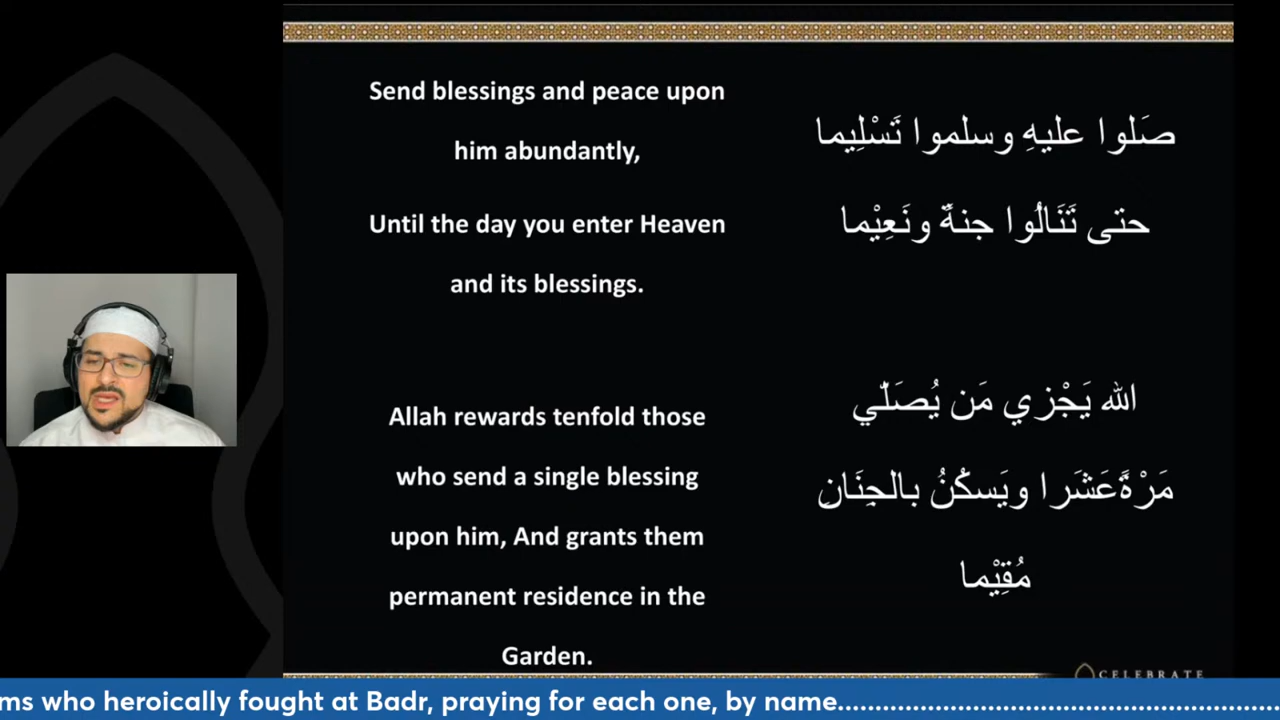 Send blessings and peace upon
him abundantly,
Until the day you enter Heaven
and its blessings.
Allah rewards tenfold those
who send a single blessing
upon him, And grants them
permanent residence in the
Garden.
صَلوا عليهِ وسلموا تَسْلِيما
حتى تَنَالُوا جنةً ونَعِيْما
الله يَجْزي مَن يُصَلّي
مَرْةًعَشَرا ويَسكُنُ بالجِنَانِ
مُقِيْما
CELEBRATE
ms who heroically fought at Badr, praying for each one, by name..............................................................